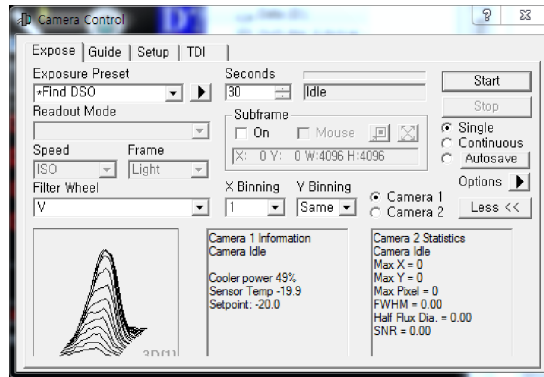 Camera Control
Expose Guide Setup TDI
Exposure Preset
*Find DSO
Seconds
30
Idle
Start
Stop
Readout Mode
Subframe
On Mouse
X: 0 Y: 0 W:4096 H:4096
Single
Continuous
Autosave
Speed Frame
ISO Light
Options
Filter Wheel
V
X Binning Y Binning
1 Same
Camera 1
Camera 2
Less <<
3D[1]
Camera 1 Information
Camera Idle
Cooler power 49%
Sensor Temp -19.9
Setpoint: -20.0
Camera 2 Statistics
Camera Idle
Max X = 0
Max Y = 0
Max Pixel = 0
FWHM = 0.00
Half Flux Dia. = 0.00
SNR = 0.00